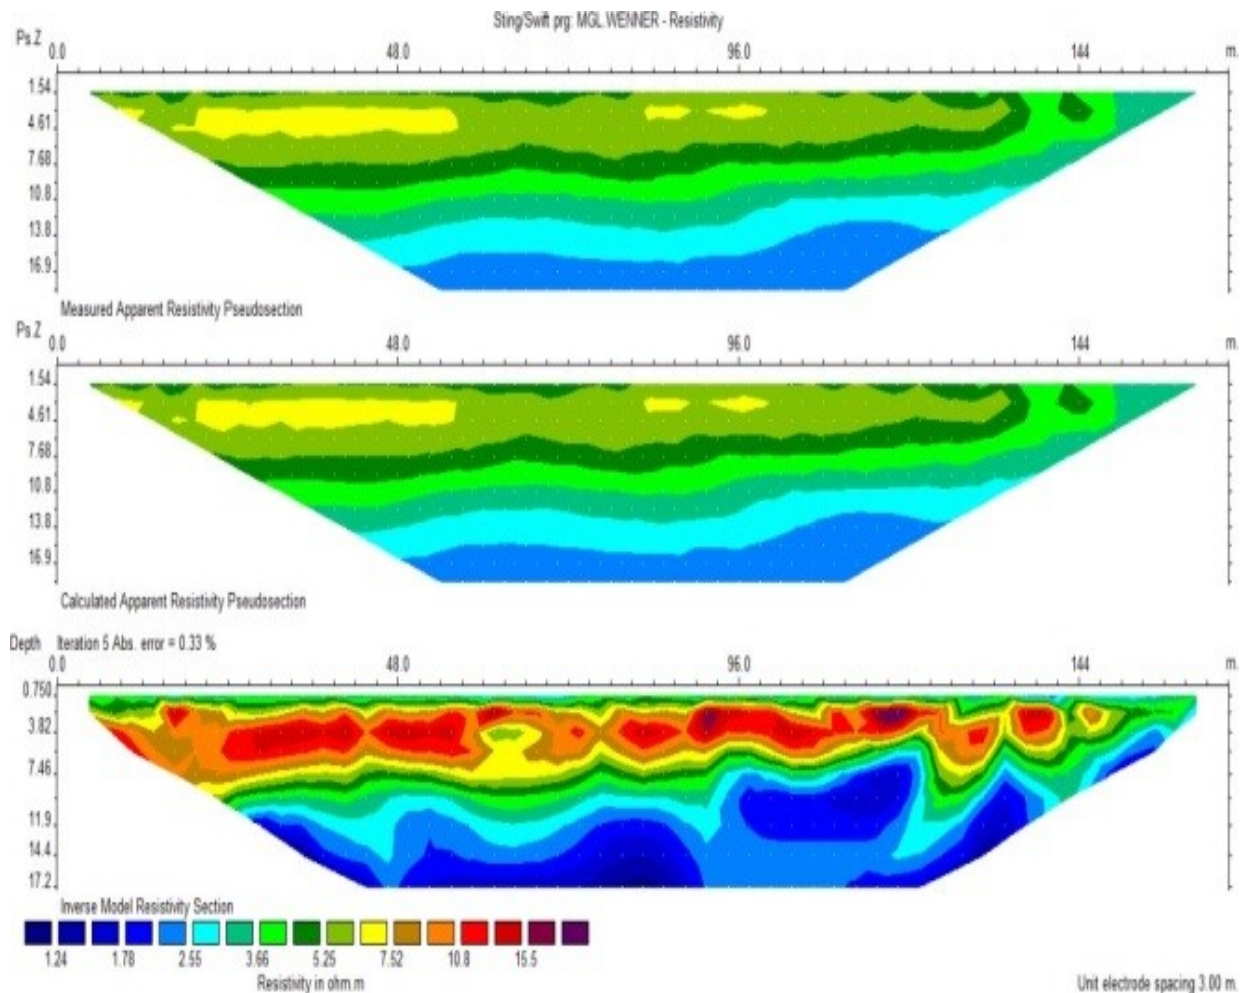 Sting/Swift prg: MGL.WENNER - Resistivity
Ps.Z 0.0 48.0 96.0 144 m.
1.54
4.61
7.68
10.8
13.8
16.9
Measured Apparent Resistivity Pseudosection
Ps.Z 0.0 48.0 96.0 144 m.
1.54
4.61
7.68
10.8
13.8
16.9
Calculated Apparent Resistivity Pseudosection
Depth Iteration 5 Abs. error = 0.33 %
0.0 48.0 96.0 144 m.
0.750
3.82
7.46
11.9
14.4
17.2
Inverse Model Resistivity Section
1.24 1.78 2.55 3.66 5.25 7.52 10.8 15.5
Resistivity in ohm.m
Unit electrode spacing 3.00 m.